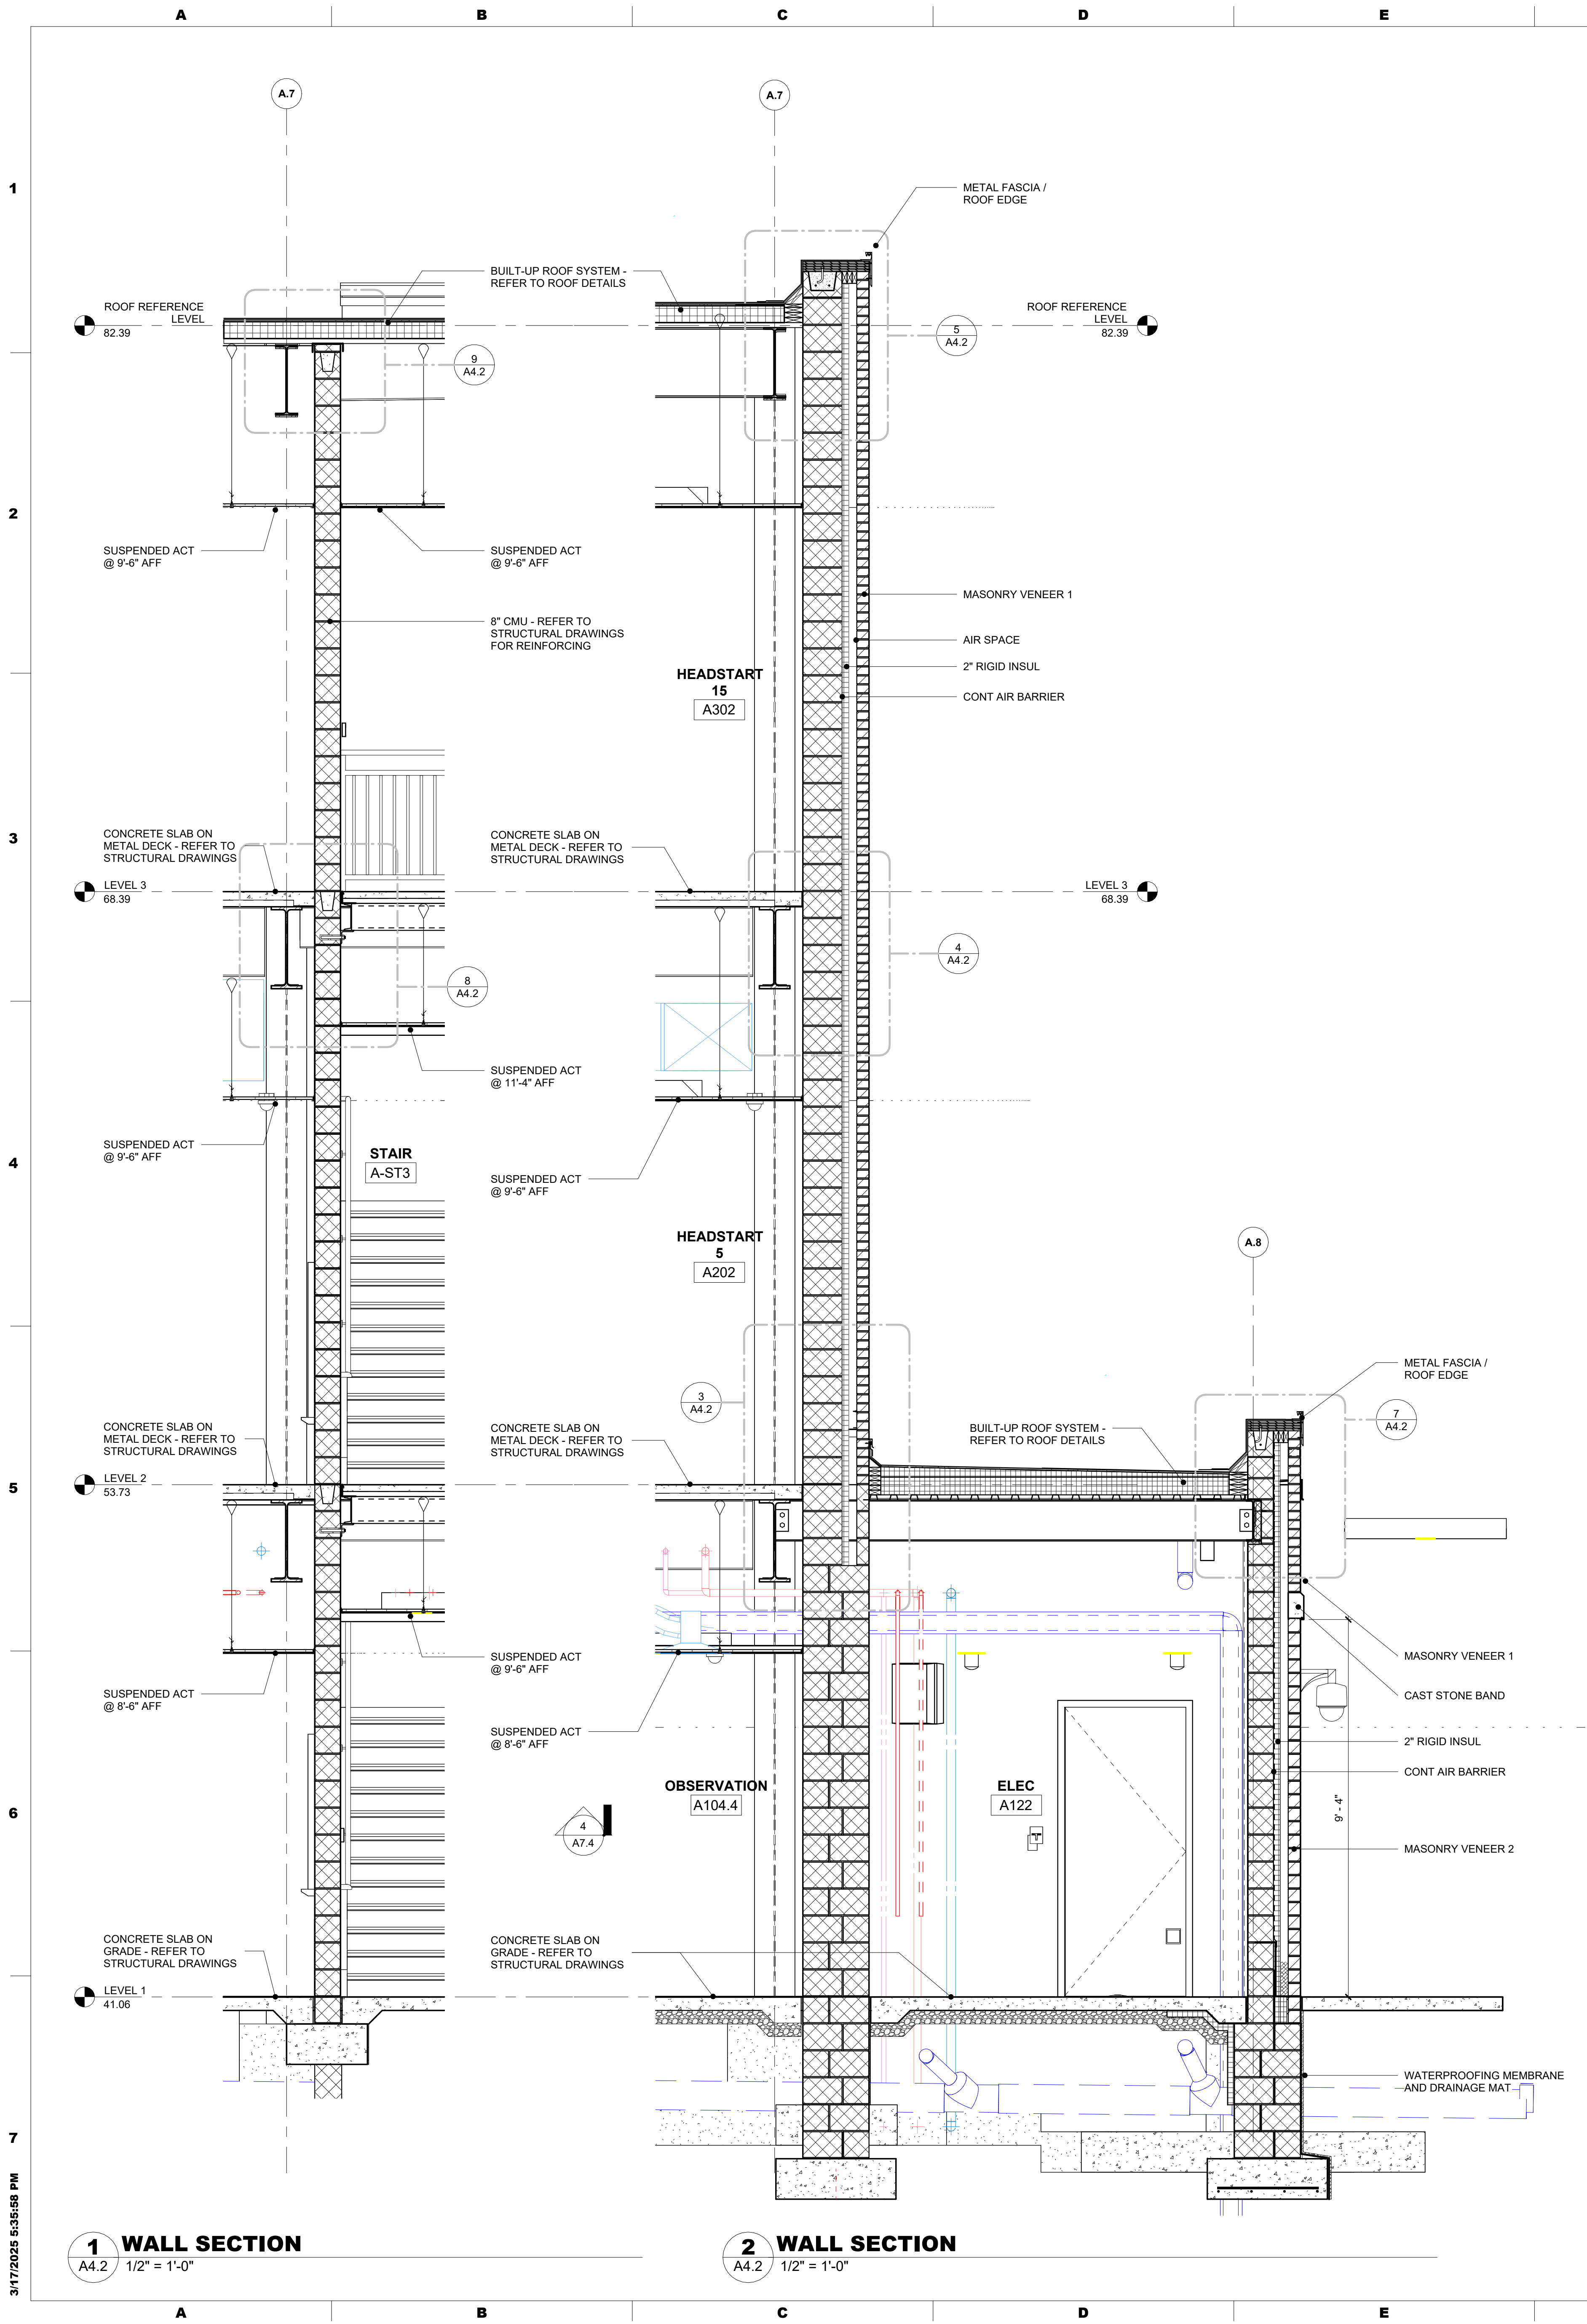 A
B
C
D
E
A.7
A.7
1
METAL FASCIA /
ROOF EDGE
BUILT-UP ROOF SYSTEM -
REFER TO ROOF DETAILS
ROOF REFERENCE
LEVEL
82.39
ROOF REFERENCE
LEVEL
82.39
5
A4.2
9
A4.2
2
SUSPENDED ACT
@ 9'-6" AFF
SUSPENDED ACT
@ 9'-6" AFF
MASONRY VENEER 1
8" CMU - REFER TO
STRUCTURAL DRAWINGS
FOR REINFORCING
AIR SPACE
2" RIGID INSUL
HEADSTART
15
A302
CONT AIR BARRIER
3
CONCRETE SLAB ON
METAL DECK - REFER TO
STRUCTURAL DRAWINGS
CONCRETE SLAB ON
METAL DECK - REFER TO
STRUCTURAL DRAWINGS
LEVEL 3
68.39
LEVEL 3
68.39
4
A4.2
8
A4.2
SUSPENDED ACT
@ 11'-4" AFF
SUSPENDED ACT
@ 9'-6" AFF
4
STAIR
A-ST3
SUSPENDED ACT
@ 9'-6" AFF
HEADSTART
5
A202
A.8
METAL FASCIA /
ROOF EDGE
3
A4.2
7
A4.2
CONCRETE SLAB ON
METAL DECK - REFER TO
STRUCTURAL DRAWINGS
CONCRETE SLAB ON
METAL DECK - REFER TO
STRUCTURAL DRAWINGS
BUILT-UP ROOF SYSTEM -
REFER TO ROOF DETAILS
5
LEVEL 2
53.73
SUSPENDED ACT
@ 9'-6" AFF
MASONRY VENEER 1
SUSPENDED ACT
@ 8'-6" AFF
CAST STONE BAND
SUSPENDED ACT
@ 8'-6" AFF
2" RIGID INSUL
CONT AIR BARRIER
OBSERVATION
A104.4
ELEC
A122
9' - 4"
6
4
A7.4
T
MASONRY VENEER 2
CONCRETE SLAB ON
GRADE - REFER TO
STRUCTURAL DRAWINGS
CONCRETE SLAB ON
GRADE - REFER TO
STRUCTURAL DRAWINGS
LEVEL 1
41.06
WATERPROOFING MEMBRANE
AND DRAINAGE MAT
7
3/17/2025 5:35:58 PM
1
A4.2
WALL SECTION
1/2" = 1'-0"
2
A4.2
WALL SECTION
1/2" = 1'-0"
A
B
C
D
E